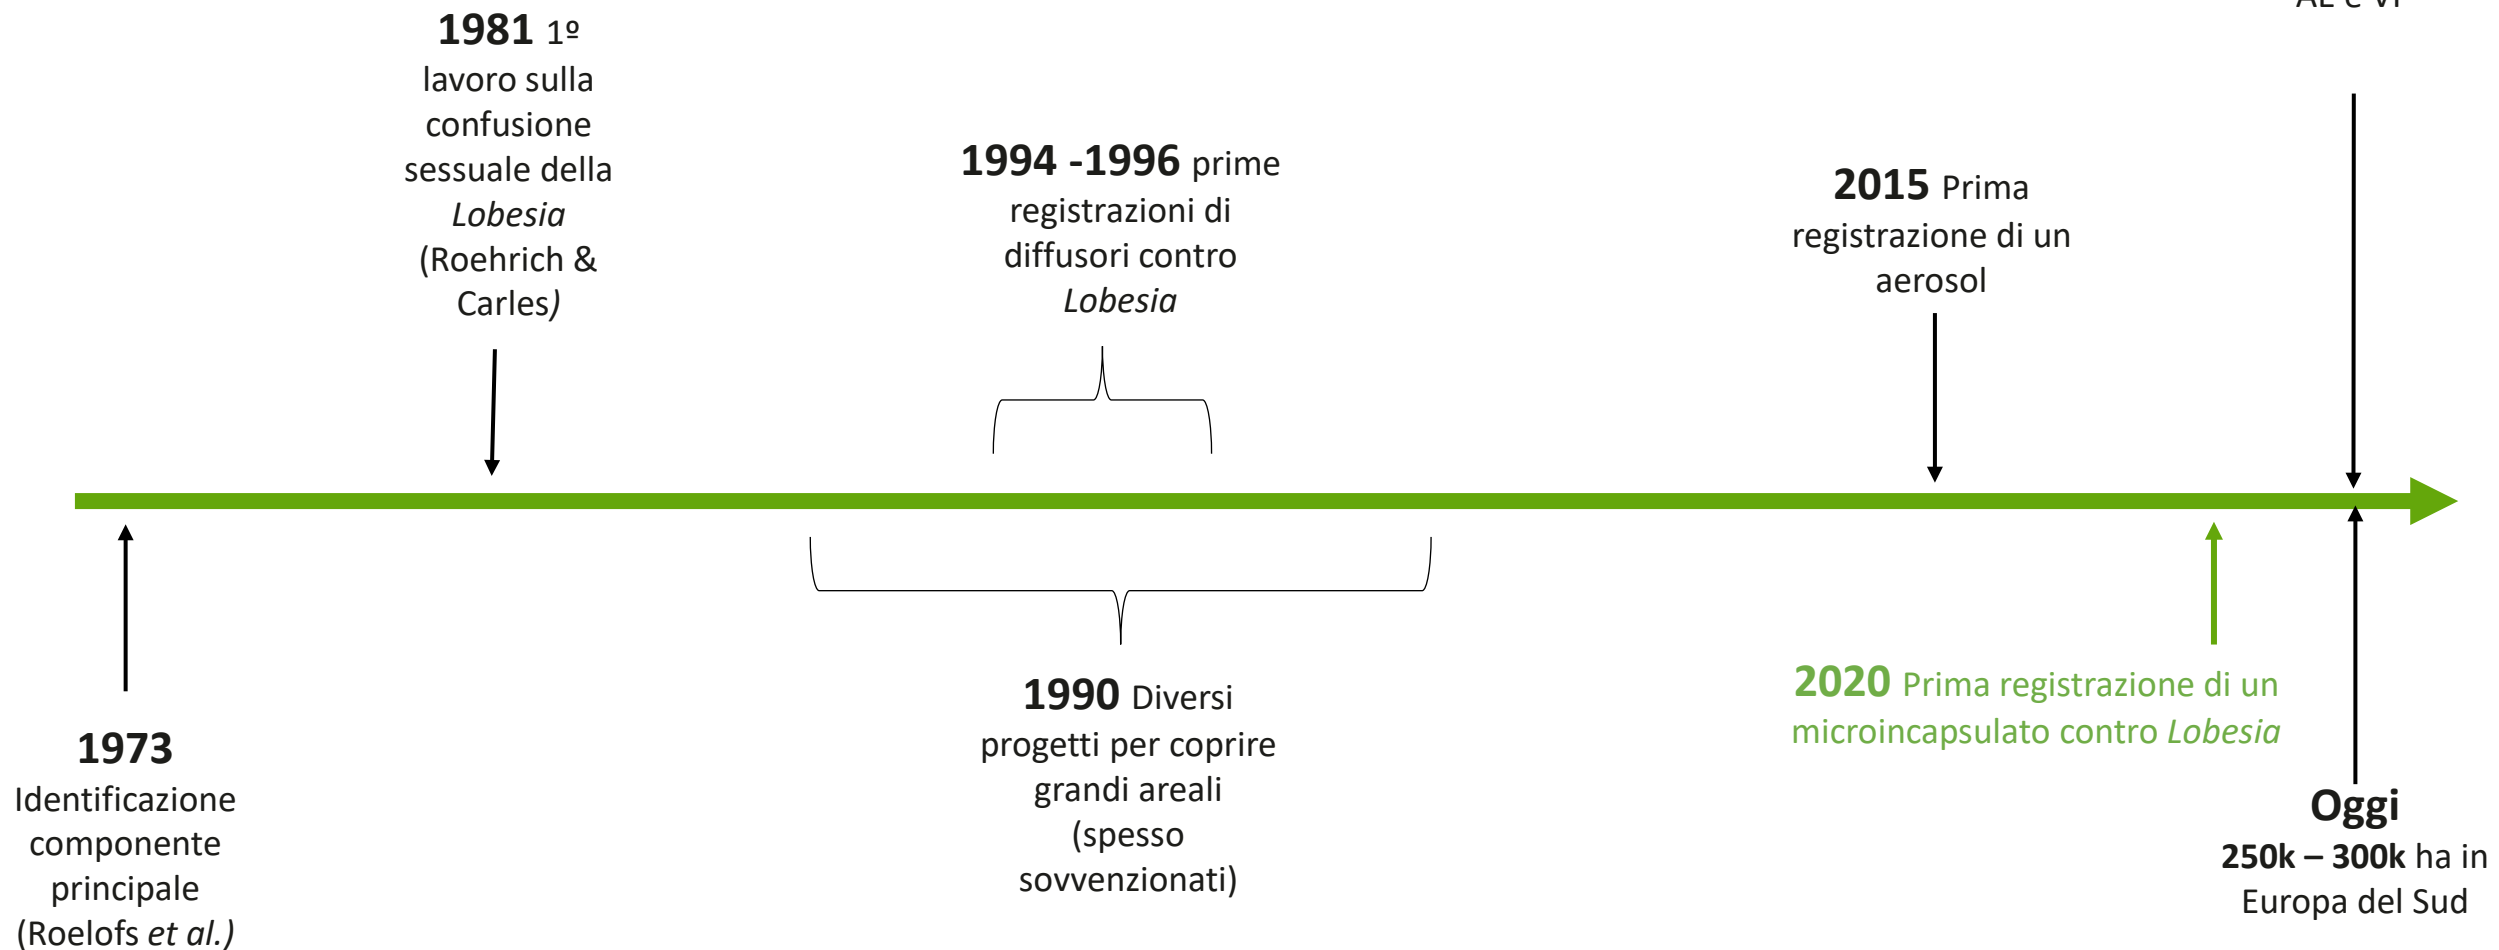 1981 1º
lavoro sulla
confusione
sessuale della
Lobesia
(Roehrich &
Carles)
1994 -1996 prime
registrazioni di
diffusori contro
Lobesia
2015 Prima
registrazione di un
aerosol
1973
Identificazione
componente
principale
(Roelofs et al.)
1990 Diversi
progetti per coprire
grandi areali
(spesso
sovvenzionati)
2020 Prima registrazione di un
microincapsulato contro Lobesia
Oggi
250k – 300k ha in
Europa del Sud